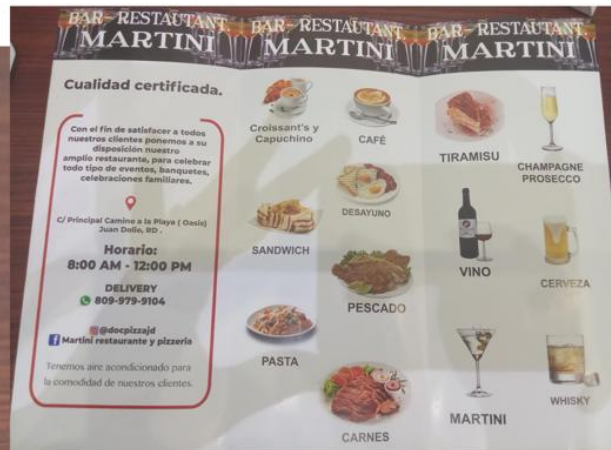 BAR-RESTAUTANT
MARTINI
Cualidad certificada.
Con el fin de satisfacer a todos
nuestros clientes ponemos a su
disposición nuestro
amplio restaurante, para celebrar
todo tipo de eventos, banquetes,
celebraciones familiares.
C/ Principal Camino a la Playa ( Oasis)
Juan Dolio, RD .
Horario:
8:00 AM - 12:00 PM
DELIVERY
809-979-9104
@docpizzajd
Martini restaurante y pizzeria
Tenemos aire acondicionado para
la comodidad de nuestros clientes.
BAR-RESTAUTANT
MARTINI
Croissant's y
Capuchino
CAFÉ
DESAYUNO
SANDWICH
PESCADO
PASTA
CARNES
BAR-RESTAUTANT
MARTINI
TIRAMISU
CHAMPAGNE
PROSECCO
VINO
CERVEZA
MARTINI
WHISKY